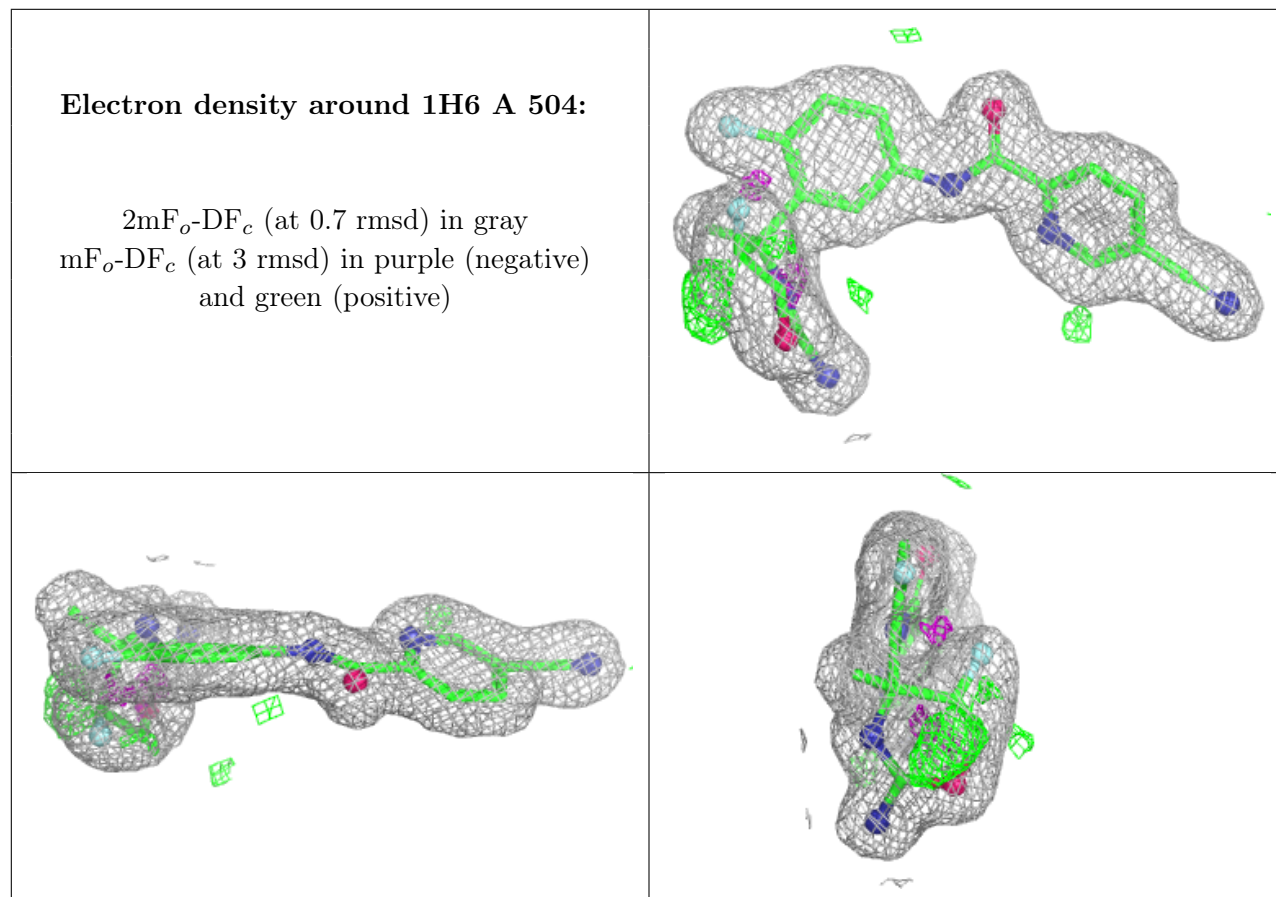 Electron density around 1H6 A 504:
2mFo-DFc (at 0.7 rmsd) in gray
mFo-DFc (at 3 rmsd) in purple (negative)
and green (positive)